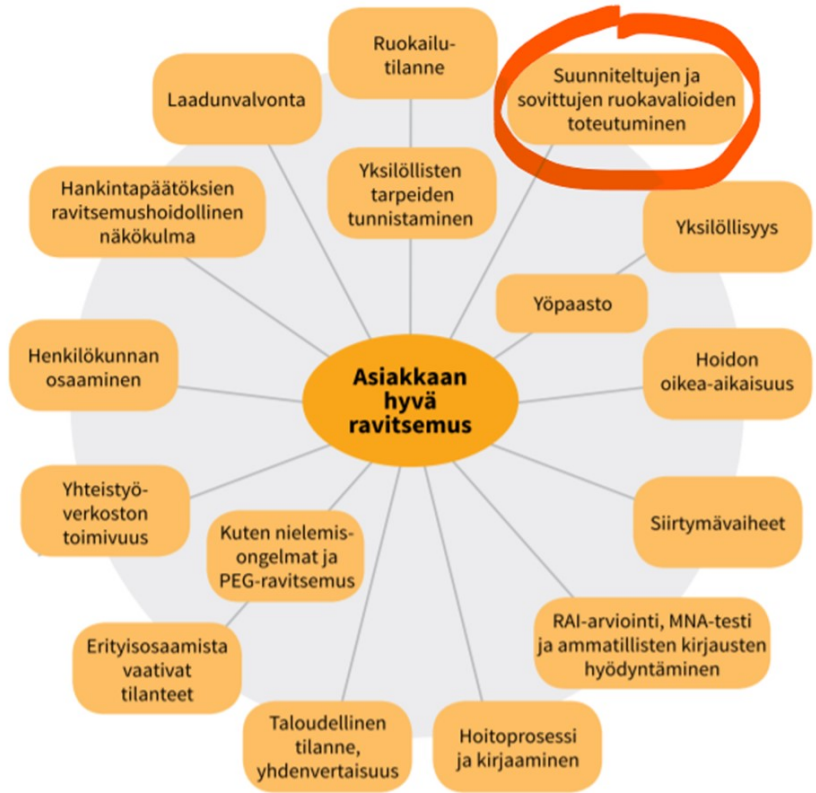 Ruokailu-
tilanne
Suunniteltujen ja
sovittujen ruokavalioiden
toteutuminen
Laadunvalvonta
Yksilöllisten
tarpeiden
tunnistaminen
Hankintapäätöksien
ravitsemushoidollinen
näkökulma
Yksilöllisyys
Yöpaasto
Henkilökunnan
osaaminen
Asiakkaan
hyvä
ravitsemus
Hoidon
oikea-aikaisuus
Yhteistyö-
verkoston
toimivuus
Kuten nielemis-
ongelmat ja
PEG-ravitsemus
Siirtymävaiheet
Erityisosaamista
vaativat
tilanteet
RAI-arviointi, MNA-testi
ja ammatillisten kirjausten
hyödyntäminen
Taloudellinen
tilanne,
yhdenvertaisuus
Hoitoprosessi
ja kirjaaminen